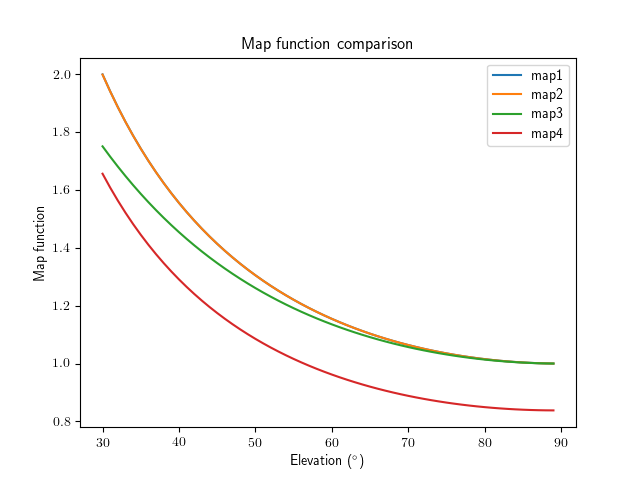 Map function comparison
map1
map2
map3
map4
Map function
2.0
1.8
1.6
1.4
1.2
1.0
0.8
30 40 50 60 70 80 90
Elevation (°)